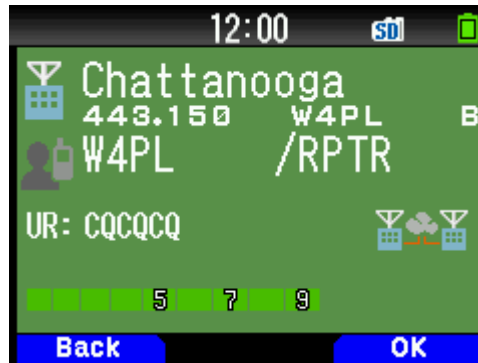 12:00 SD
Chattanooga
443.150 W4PL B
W4PL /RPTR
UR: CQCQCQ
5 7 9
Back OK